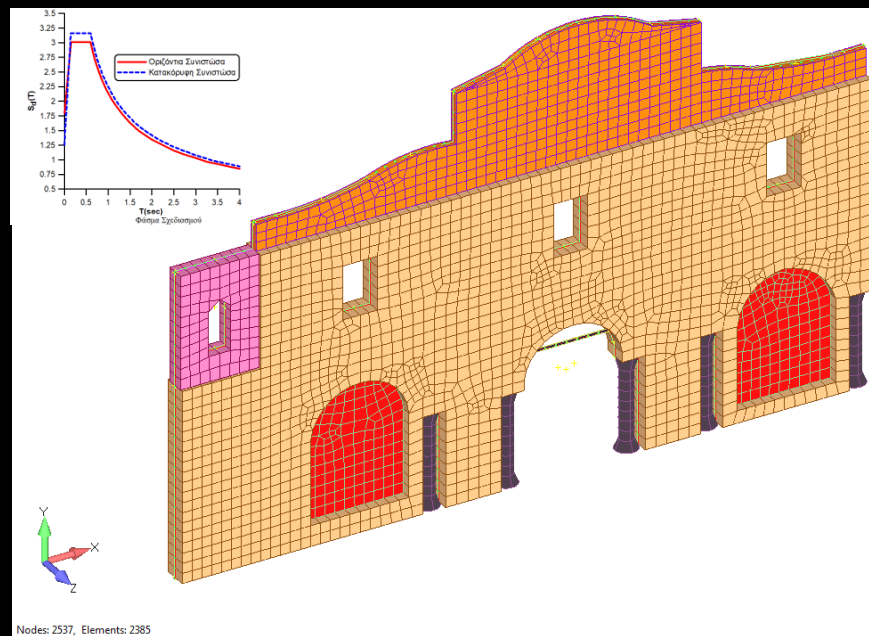 3.5
3.25
3
2.75
2.5
2.25
2
1.75
1.5
1.25
1
0.75
0.5
Sd(T)
Οριζόντια Συνιστώσα
Κατακόρυφη Συνιστώσα
0 0.5 1 1.5 2 2.5 3 3.5 4
T(sec)
Φάσμα Σχεδιασμού
Y
X
Z
Nodes: 2537, Elements: 2385